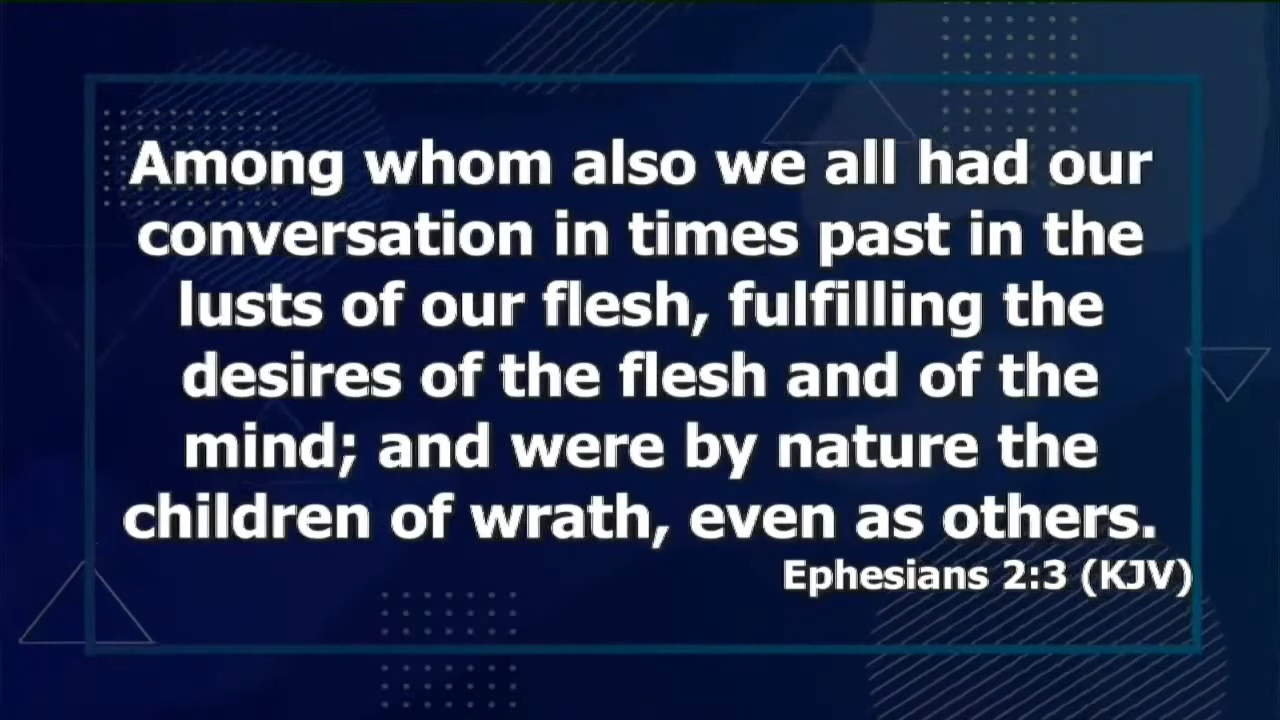 Among whom also we all had our
conversation in times past in the
lusts of our flesh, fulfilling the
desires of the flesh and of the
mind; and were by nature the
children of wrath, even as others.
Ephesians 2:3 (KJV)